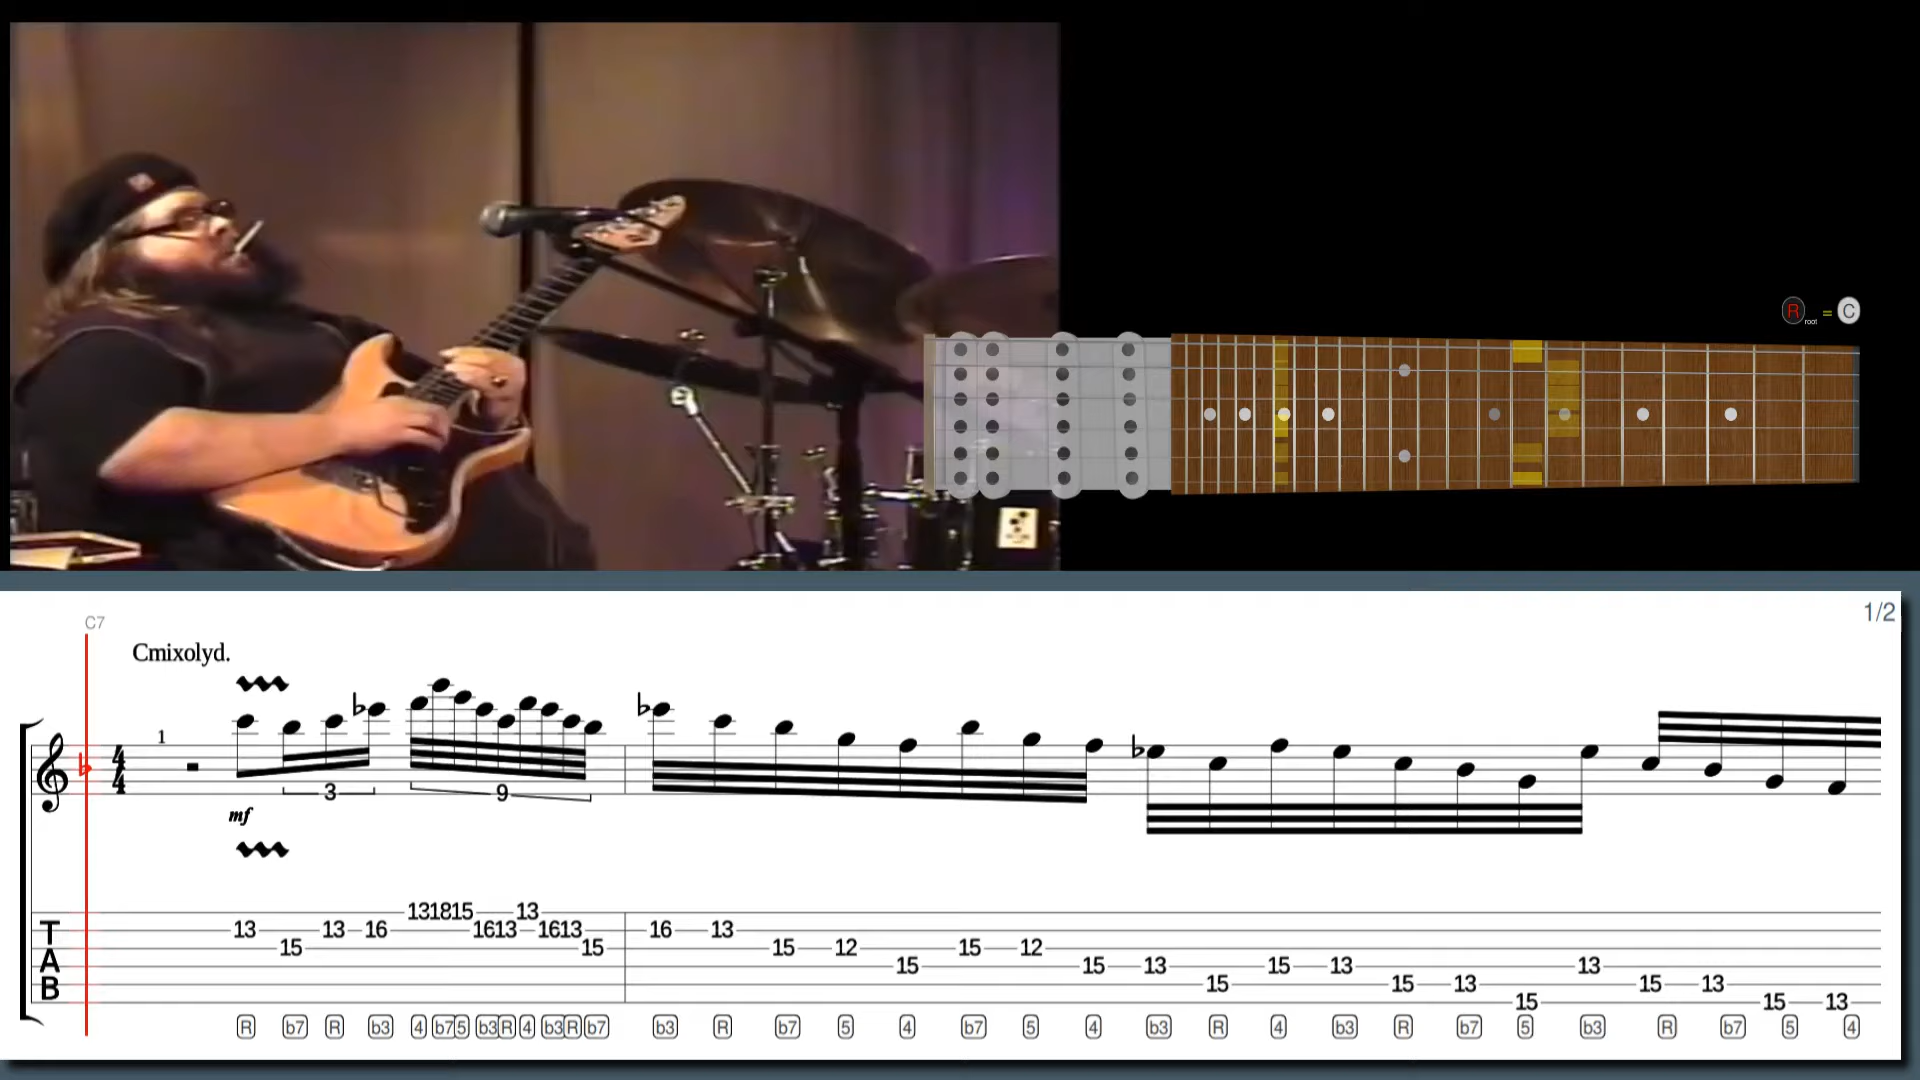 R root = C
1/2
C7
Cmixolyd.
1
4
4
3
9
mf
T
A
B
13 18 15 13
13 13 16 16 13 16 13 16 13
15 15 15 12 15 12
15 15 13 15 13 13
15 15 13 15 13
15 15 13
R b7 R b3 4 b7 5 b3 R 4 b3 R b7 b3 R b7 5 4 b7 5 4 b3 R 4 b3 R b7 5 b3 R b7 5 4